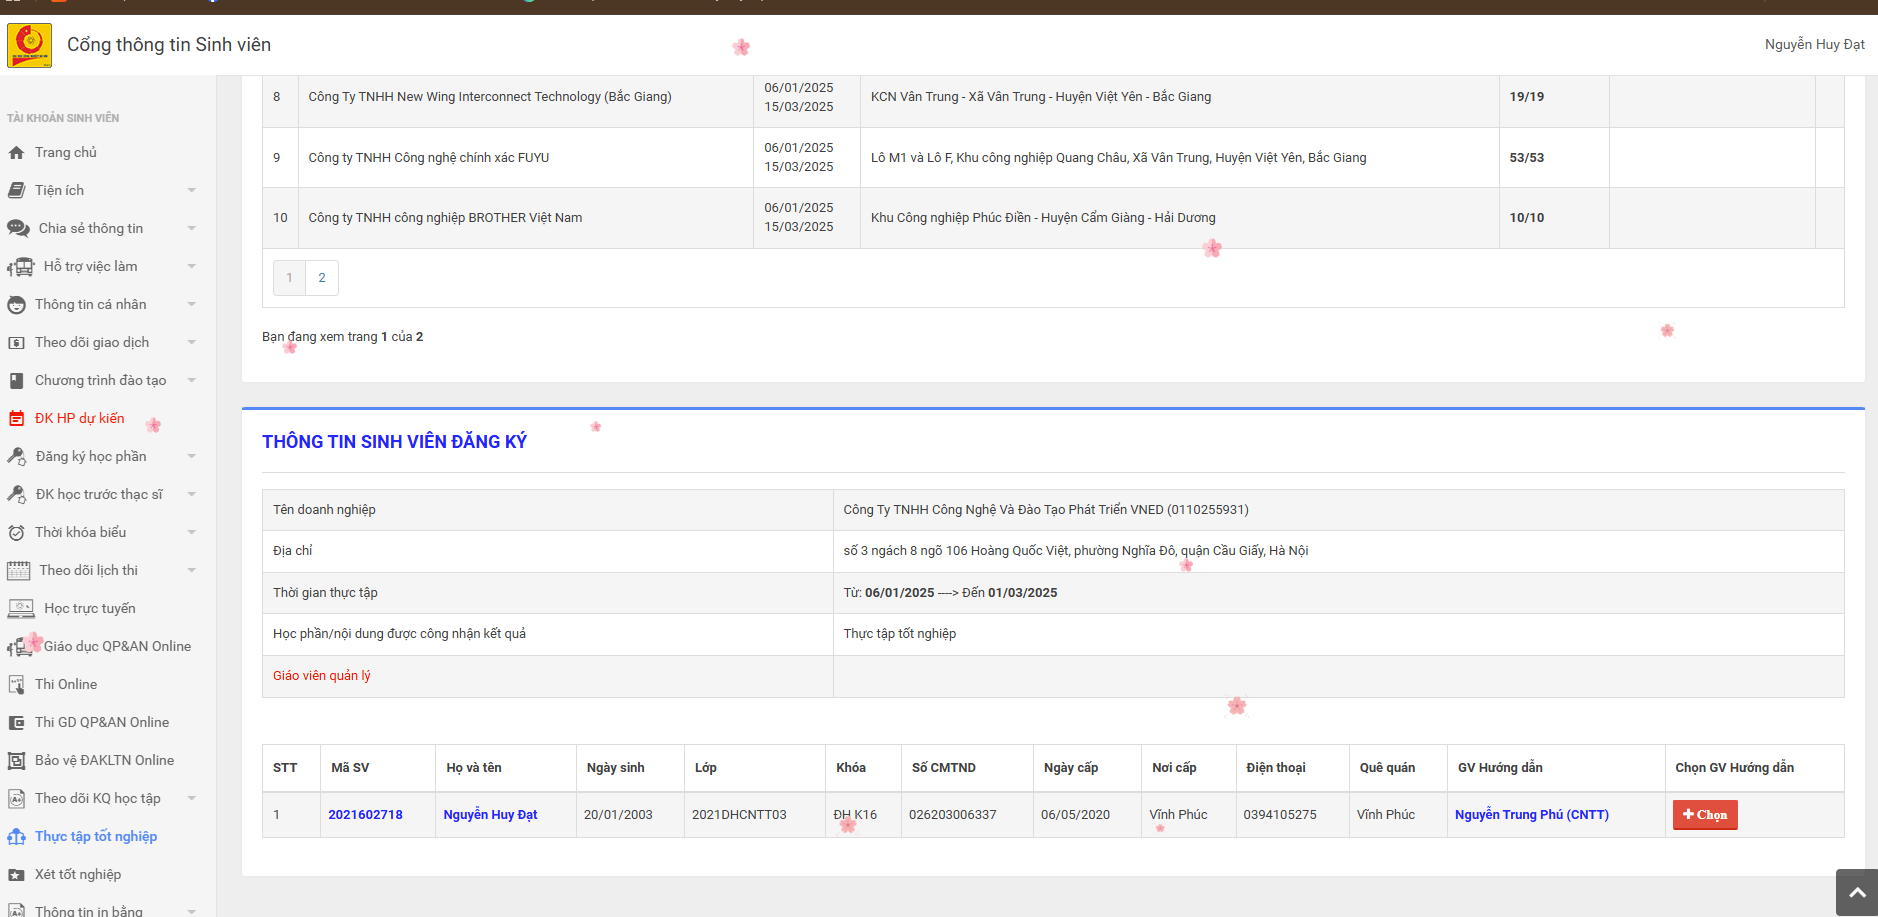 Cổng thông tin Sinh viên
Nguyễn Huy Đạt
TÀI KHOẢN SINH VIÊN
Trang chủ
Tiện ích
Chia sẻ thông tin
Hỗ trợ việc làm
Thông tin cá nhân
Theo dõi giao dịch
Chương trình đào tạo
ĐK HP dự kiến
Đăng ký học phần
ĐK học trước thạc sĩ
Thời khóa biểu
Theo dõi lịch thi
Học trực tuyến
Giáo dục QP&AN Online
Thi Online
Thi GD QP&AN Online
Bảo vệ ĐAKLTN Online
Theo dõi KQ học tập
Thực tập tốt nghiệp
Xét tốt nghiệp
Thông tin in bằng
8 Công Ty TNHH New Wing Interconnect Technology (Bắc Giang) 06/01/2025 15/03/2025 KCN Vân Trung - Xã Vân Trung - Huyện Việt Yên - Bắc Giang 19/19
9 Công ty TNHH Công nghệ chính xác FUYU 06/01/2025 15/03/2025 Lô M1 và Lô F, Khu công nghiệp Quang Châu, Xã Vân Trung, Huyện Việt Yên, Bắc Giang 53/53
10 Công ty TNHH công nghiệp BROTHER Việt Nam 06/01/2025 15/03/2025 Khu Công nghiệp Phúc Điền - Huyện Cẩm Giàng - Hải Dương 10/10
1 2
Bạn đang xem trang 1 của 2
THÔNG TIN SINH VIÊN ĐĂNG KÝ
Tên doanh nghiệp Công Ty TNHH Công Nghệ Và Đào Tạo Phát Triển VNED (0110255931)
Địa chỉ số 3 ngách 8 ngõ 106 Hoàng Quốc Việt, phường Nghĩa Đô, quận Cầu Giấy, Hà Nội
Thời gian thực tập Từ: 06/01/2025 ----> Đến 01/03/2025
Học phần/nội dung được công nhận kết quả Thực tập tốt nghiệp
Giáo viên quản lý
STT Mã SV Họ và tên Ngày sinh Lớp Khóa Số CMTND Ngày cấp Nơi cấp Điện thoại Quê quán GV Hướng dẫn Chọn GV Hướng dẫn
1 2021602718 Nguyễn Huy Đạt 20/01/2003 2021DHCNTT03 ĐH K16 026203006337 06/05/2020 Vĩnh Phúc 0394105275 Vĩnh Phúc Nguyễn Trung Phú (CNTT) Chọn